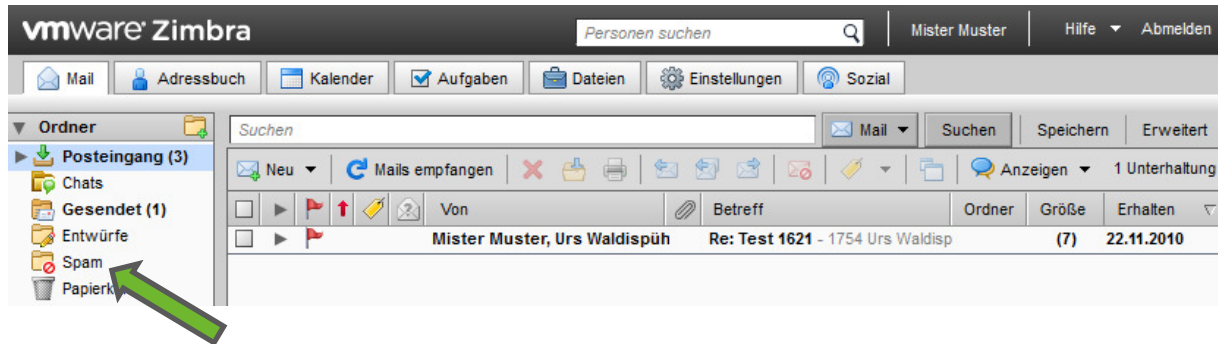 vmware Zimbra Personen suchen Mister Muster Hilfe Abmelden
Mail Adressbuch Kalender Aufgaben Dateien Einstellungen Sozial
Ordner Suchen Mail Suchen Speichern Erweitert
Posteingang (3) Neu Mails empfangen Anzeigen 1 Unterhaltung
Chats
Gesendet (1) Von Betreff Ordner Größe Erhalten
Entwürfe Mister Muster, Urs Waldispüh Re: Test 1621 - 1754 Urs Waldisp (7) 22.11.2010
Spam